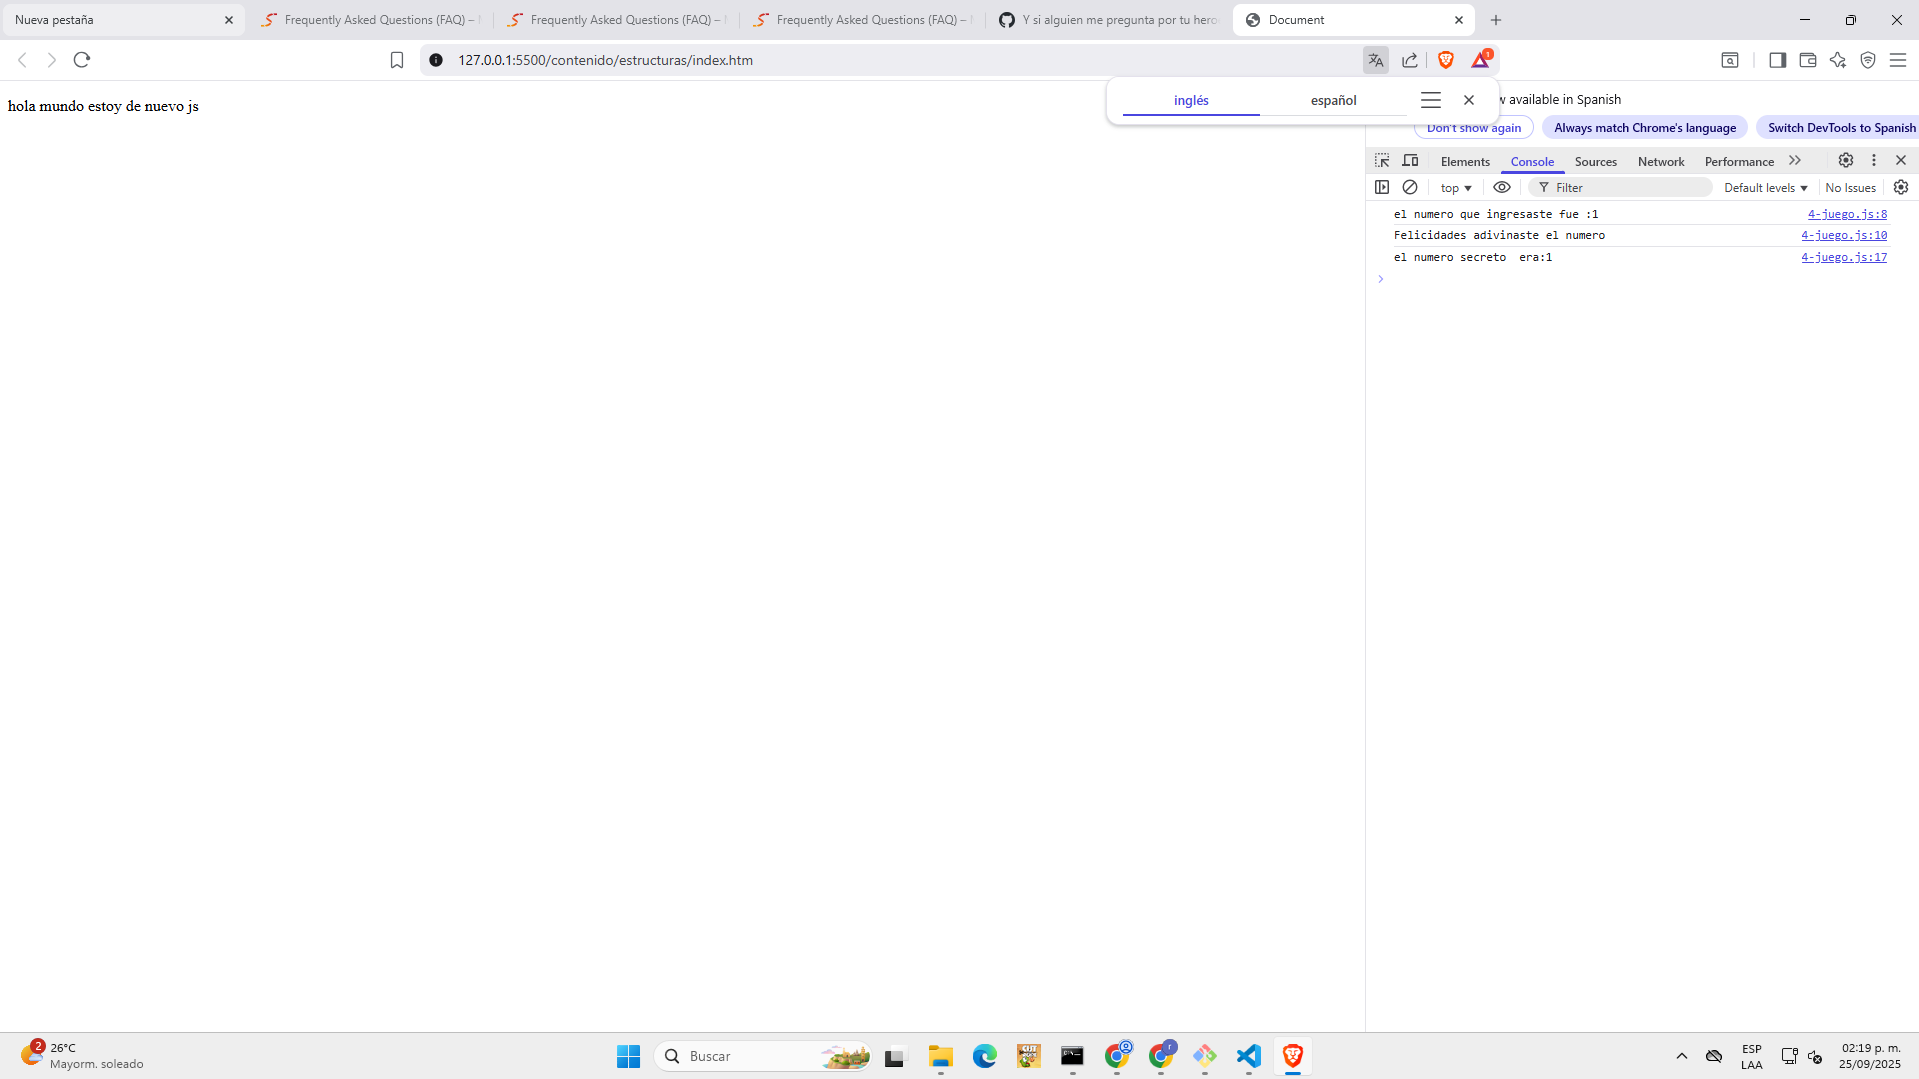 Nueva pestaña
Frequently Asked Questions (FAQ) –
Frequently Asked Questions (FAQ) –
Frequently Asked Questions (FAQ) –
Y si alguien me pregunta por tu hero
Document
127.0.0.1:5500/contenido/estructuras/index.htm
1
hola mundo estoy de nuevo js
inglés
español
w available in Spanish
Don't show again
Always match Chrome's language
Switch DevTools to Spanish
Elements
Console
Sources
Network
Performance
top
Filter
Default levels
No Issues
el numero que ingresaste fue :1
4-juego.js:8
Felicidades adivinaste el numero
4-juego.js:10
el numero secreto  era:1
4-juego.js:17
2
26°C
Mayorm. soleado
Buscar
r
ESP
LAA
02:19 p. m.
25/09/2025